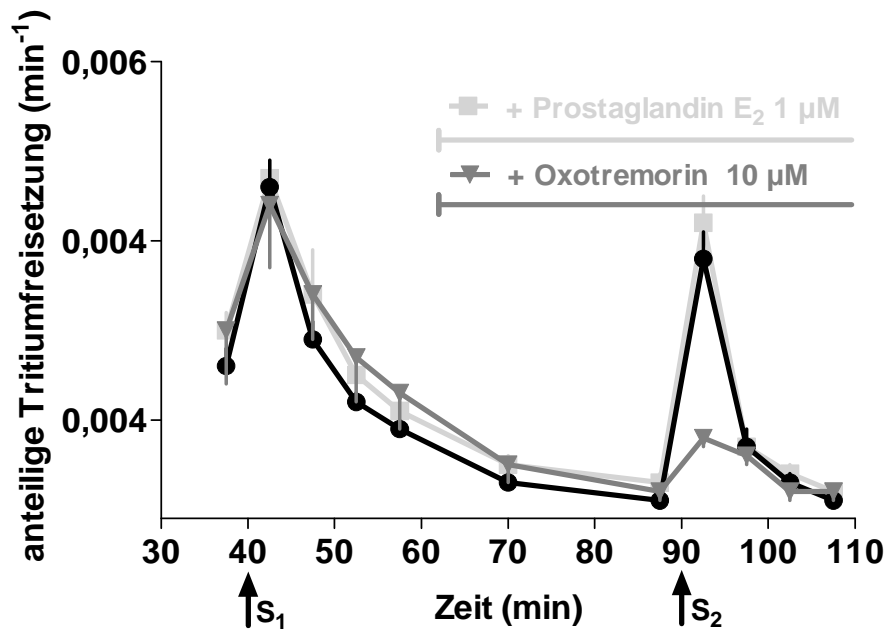 anteilige Tritiumfreisetzung (min⁻¹)
0,006
0,004
0,004
+ Prostaglandin E₂ 1 µM
+ Oxotremorin 10 µM
30 40 50 60 70 80 90 100 110
S₁ Zeit (min) S₂